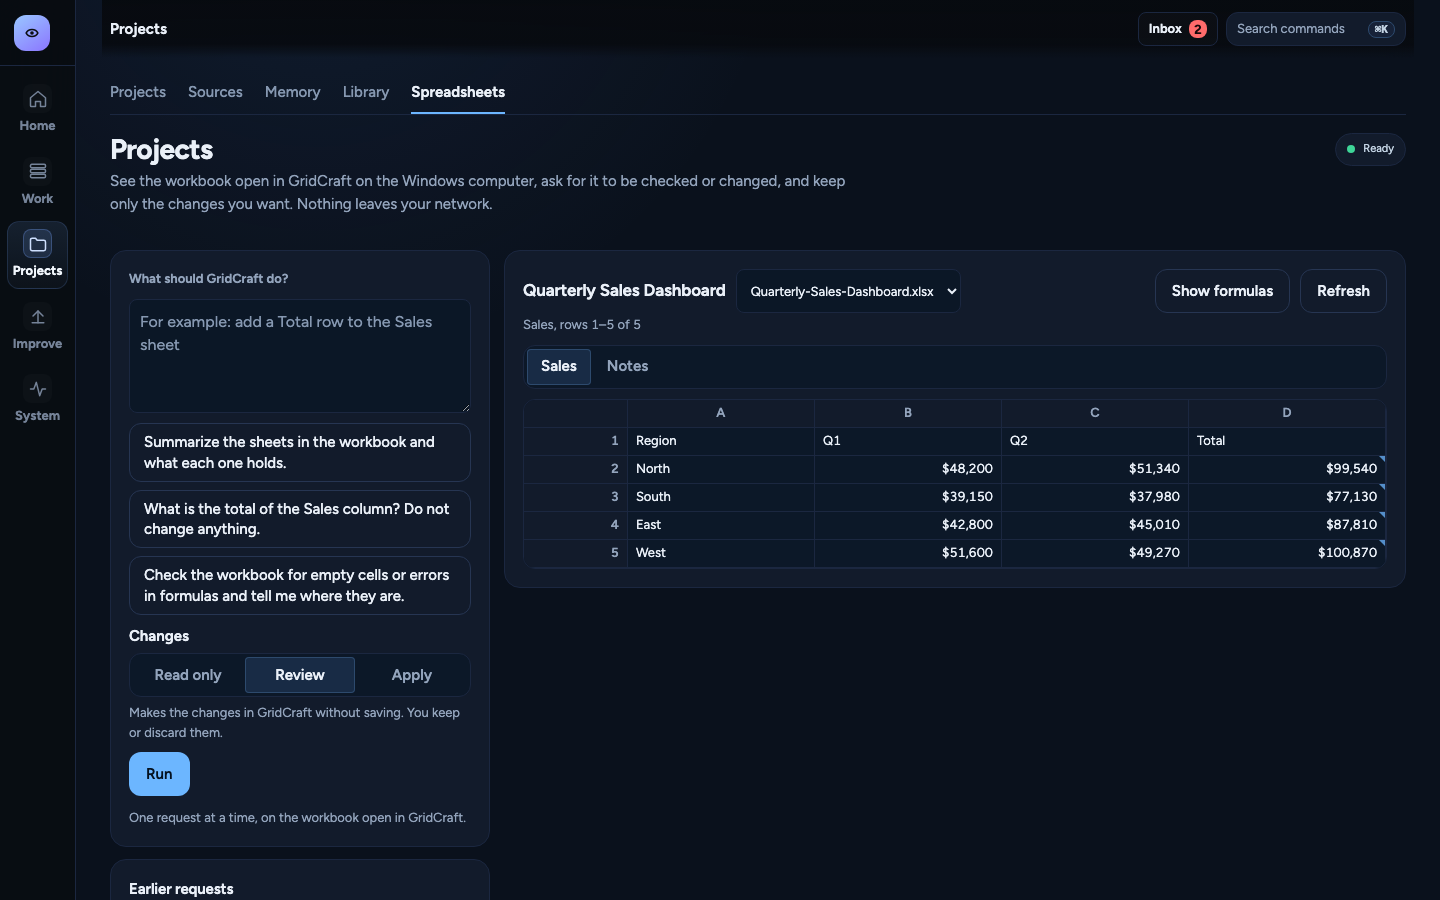 Projects
Inbox 2
Search commands ⌘K
Home
Work
Projects
Improve
System
Projects Sources Memory Library Spreadsheets
Projects
Ready
See the workbook open in GridCraft on the Windows computer, ask for it to be checked or changed, and keep
only the changes you want. Nothing leaves your network.
What should GridCraft do?
For example: add a Total row to the Sales
sheet
Summarize the sheets in the workbook and
what each one holds.
What is the total of the Sales column? Do not
change anything.
Check the workbook for empty cells or errors
in formulas and tell me where they are.
Changes
Read only Review Apply
Makes the changes in GridCraft without saving. You keep
or discard them.
Run
One request at a time, on the workbook open in GridCraft.
Earlier requests
Quarterly Sales Dashboard Quarterly-Sales-Dashboard.xlsx Show formulas Refresh
Sales, rows 1–5 of 5
Sales Notes
A B C D
1 Region Q1 Q2 Total
2 North $48,200 $51,340 $99,540
3 South $39,150 $37,980 $77,130
4 East $42,800 $45,010 $87,810
5 West $51,600 $49,270 $100,870